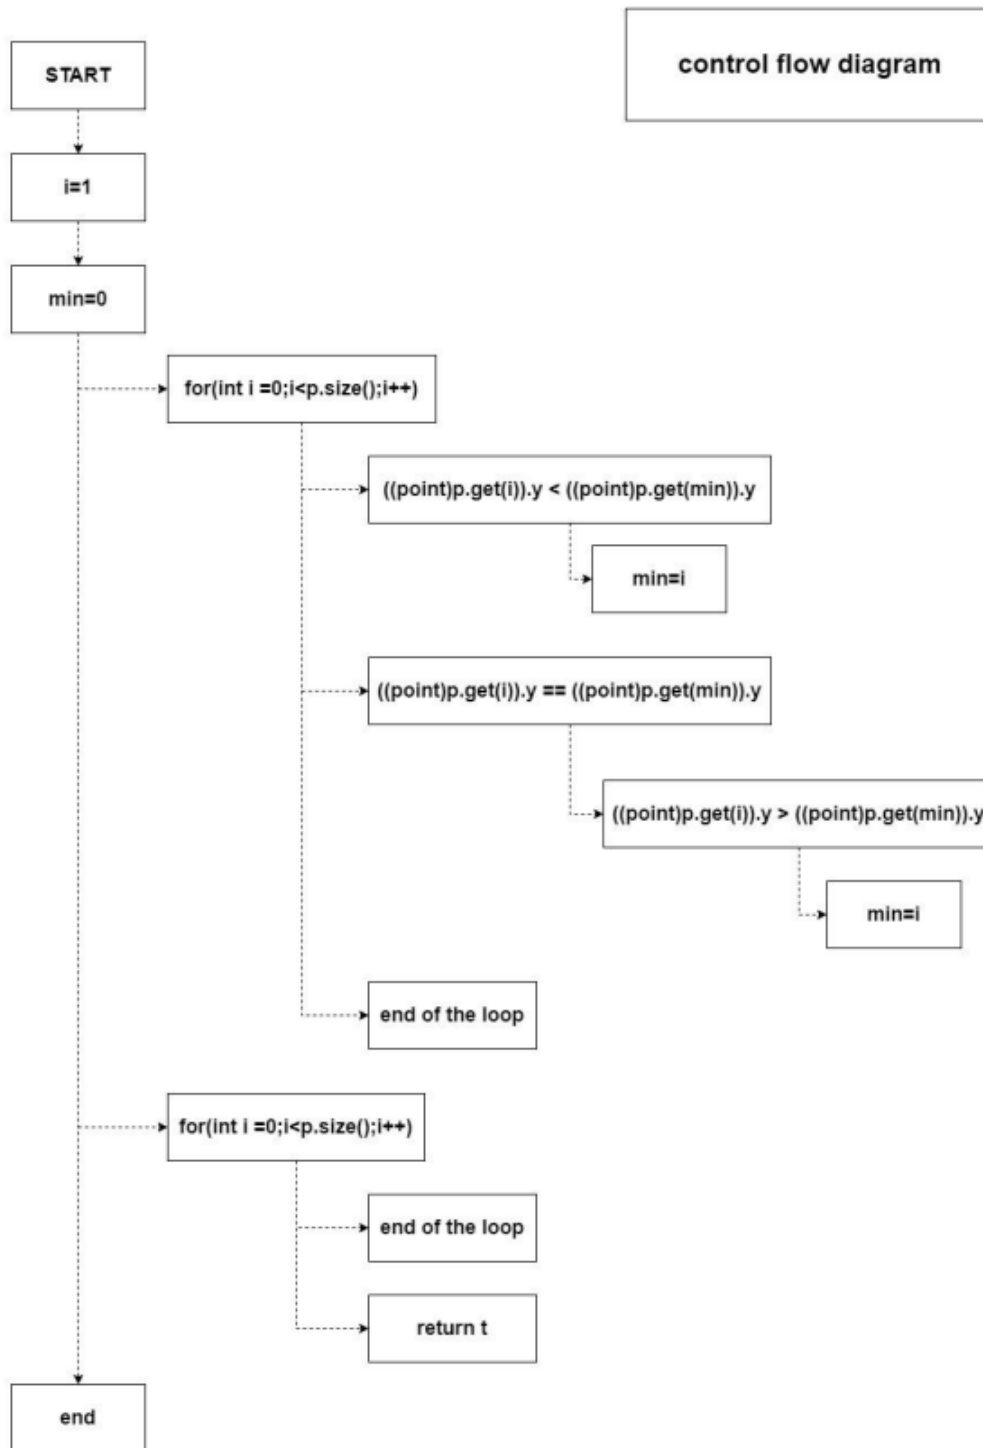 control flow diagram
START
i=1
min=0
for(int i =0;i<p.size();i++)
((point)p.get(i)).y < ((point)p.get(min)).y
min=i
((point)p.get(i)).y == ((point)p.get(min)).y
((point)p.get(i)).y > ((point)p.get(min)).y
min=i
end of the loop
for(int i =0;i<p.size();i++)
end of the loop
return t
end